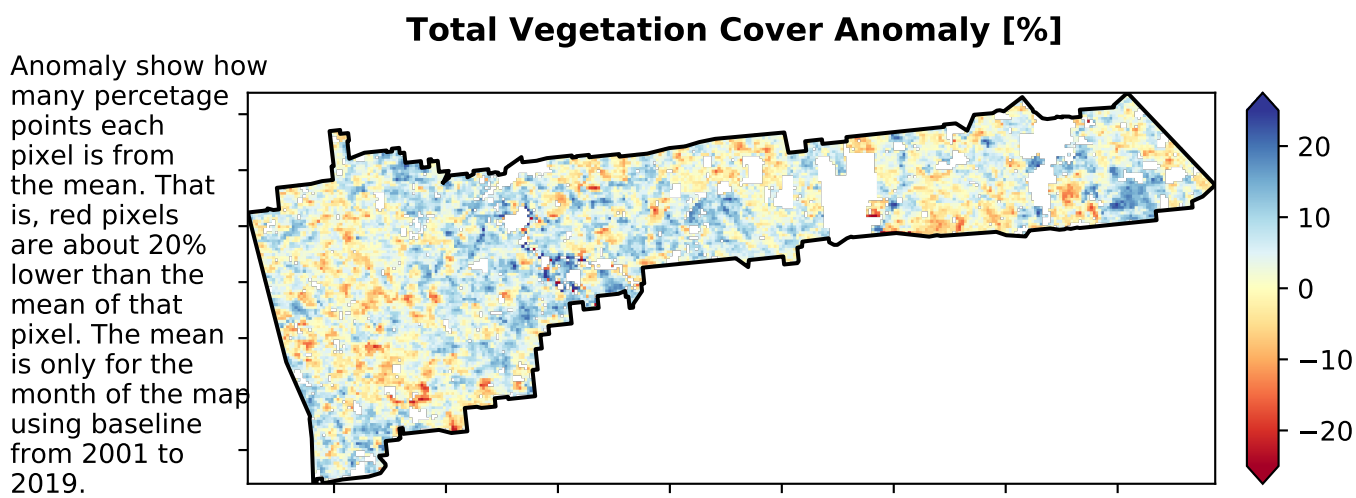 Total Vegetation Cover Anomaly [%]
Anomaly show how
many percetage
points each
pixel is from
the mean. That
is, red pixels
are about 20%
lower than the
mean of that
pixel. The mean
is only for the
month of the map
using baseline
from 2001 to
2019.
20
10
0
−10
−20